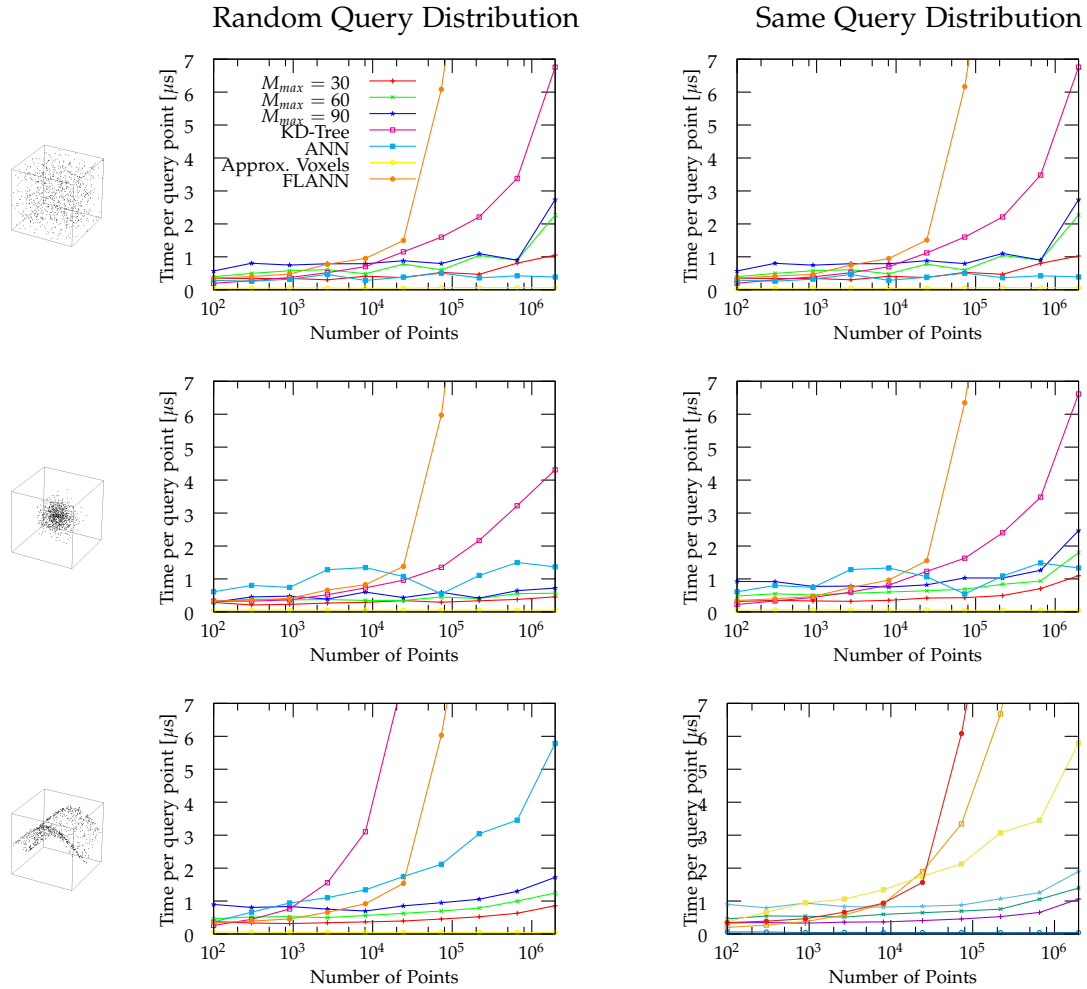 Random Query Distribution
Same Query Distribution
7
6
5
4
3
2
1
0
Time per query point [μs]
M_max = 30
M_max = 60
M_max = 90
KD-Tree
ANN
Approx. Voxels
FLANN
10^2 10^3 10^4 10^5 10^6
Number of Points
7
6
5
4
3
2
1
0
Time per query point [μs]
10^2 10^3 10^4 10^5 10^6
Number of Points
7
6
5
4
3
2
1
0
Time per query point [μs]
10^2 10^3 10^4 10^5 10^6
Number of Points
7
6
5
4
3
2
1
0
Time per query point [μs]
10^2 10^3 10^4 10^5 10^6
Number of Points
7
6
5
4
3
2
1
0
Time per query point [μs]
10^2 10^3 10^4 10^5 10^6
Number of Points
7
6
5
4
3
2
1
0
Time per query point [μs]
10^2 10^3 10^4 10^5 10^6
Number of Points